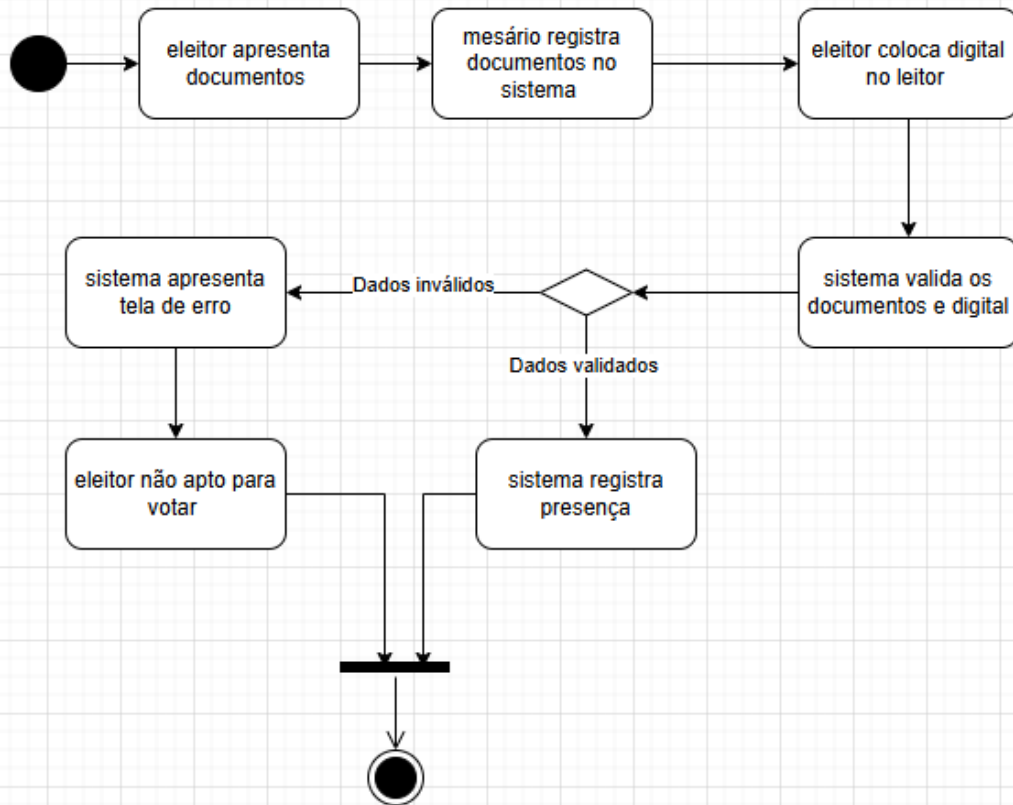 eleitor apresenta
documentos
mesário registra
documentos no
sistema
eleitor coloca digital
no leitor
sistema valida os
documentos e digital
Dados inválidos
sistema apresenta
tela de erro
Dados validados
eleitor não apto para
votar
sistema registra
presença